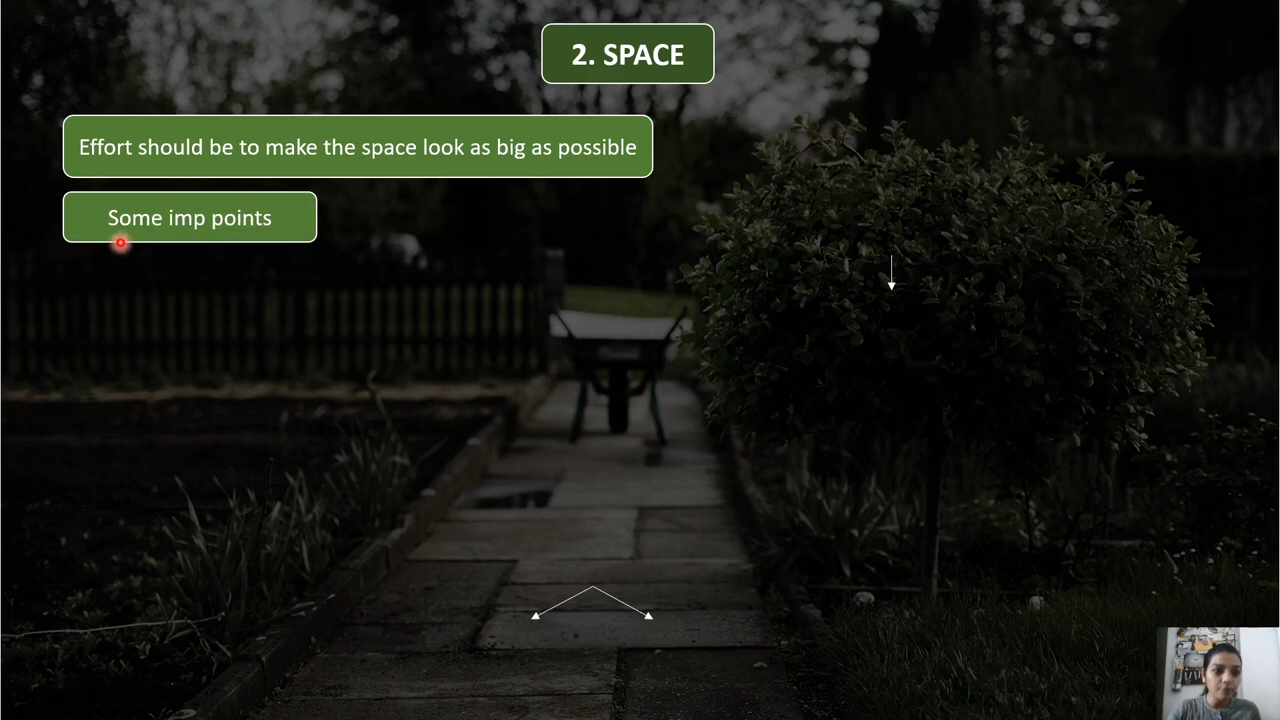 2. SPACE
Effort should be to make the space look as big as possible
Some imp points